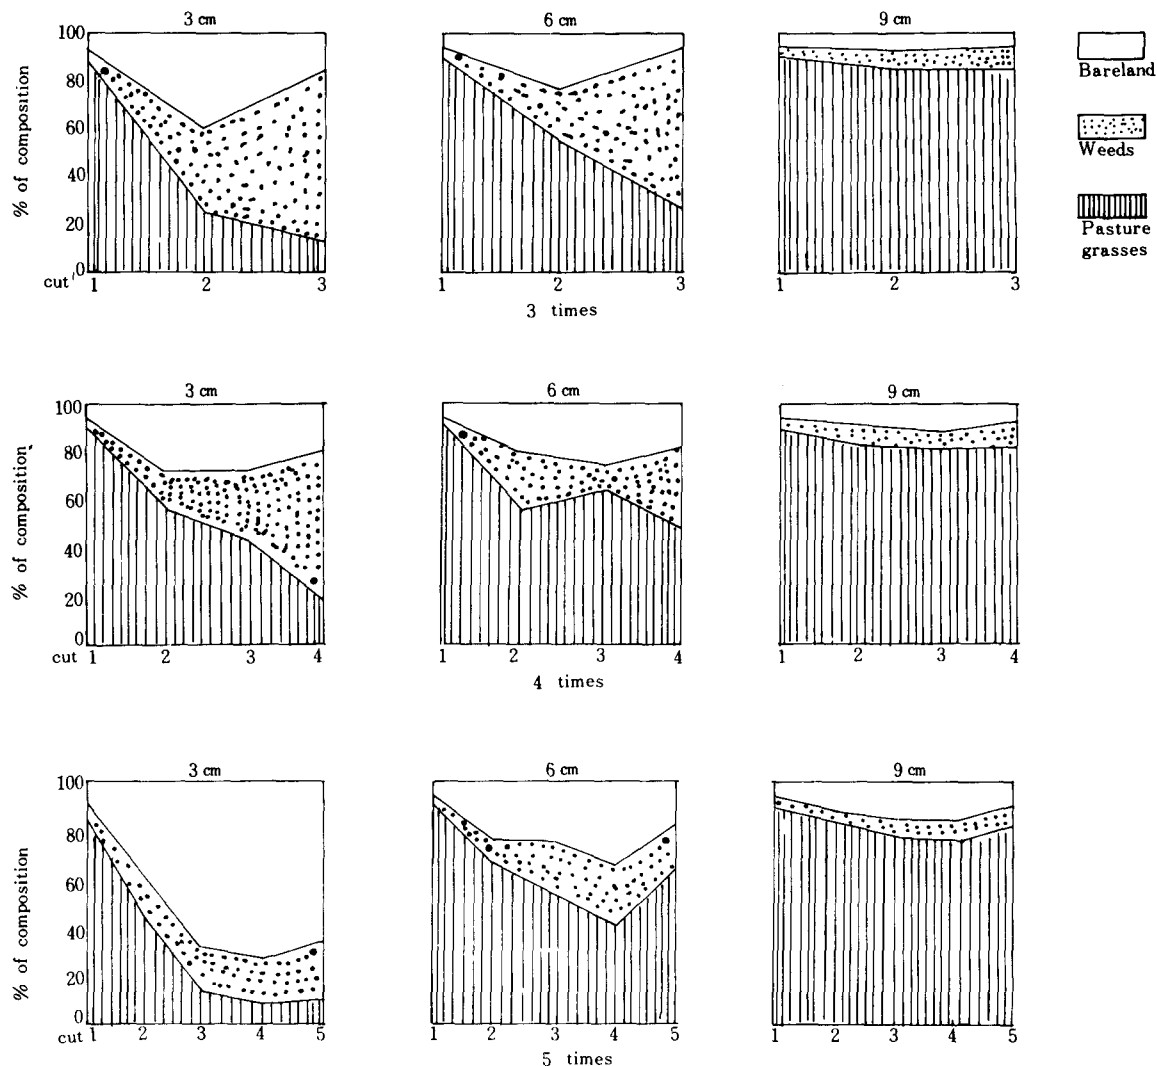 3 cm 6 cm 9 cm
100
80
60
40
20
0
% of composition
cut 1 2 3 1 2 3 1 2 3
3 times
Bareland
Weeds
Pasture
grasses
3 cm 6 cm 9 cm
100
80
60
40
20
0
% of composition
cut 1 2 3 4 1 2 3 4 1 2 3 4
4 times
3 cm 6 cm 9 cm
100
80
60
40
20
0
% of composition
cut 1 2 3 4 5 1 2 3 4 5 1 2 3 4 5
5 times